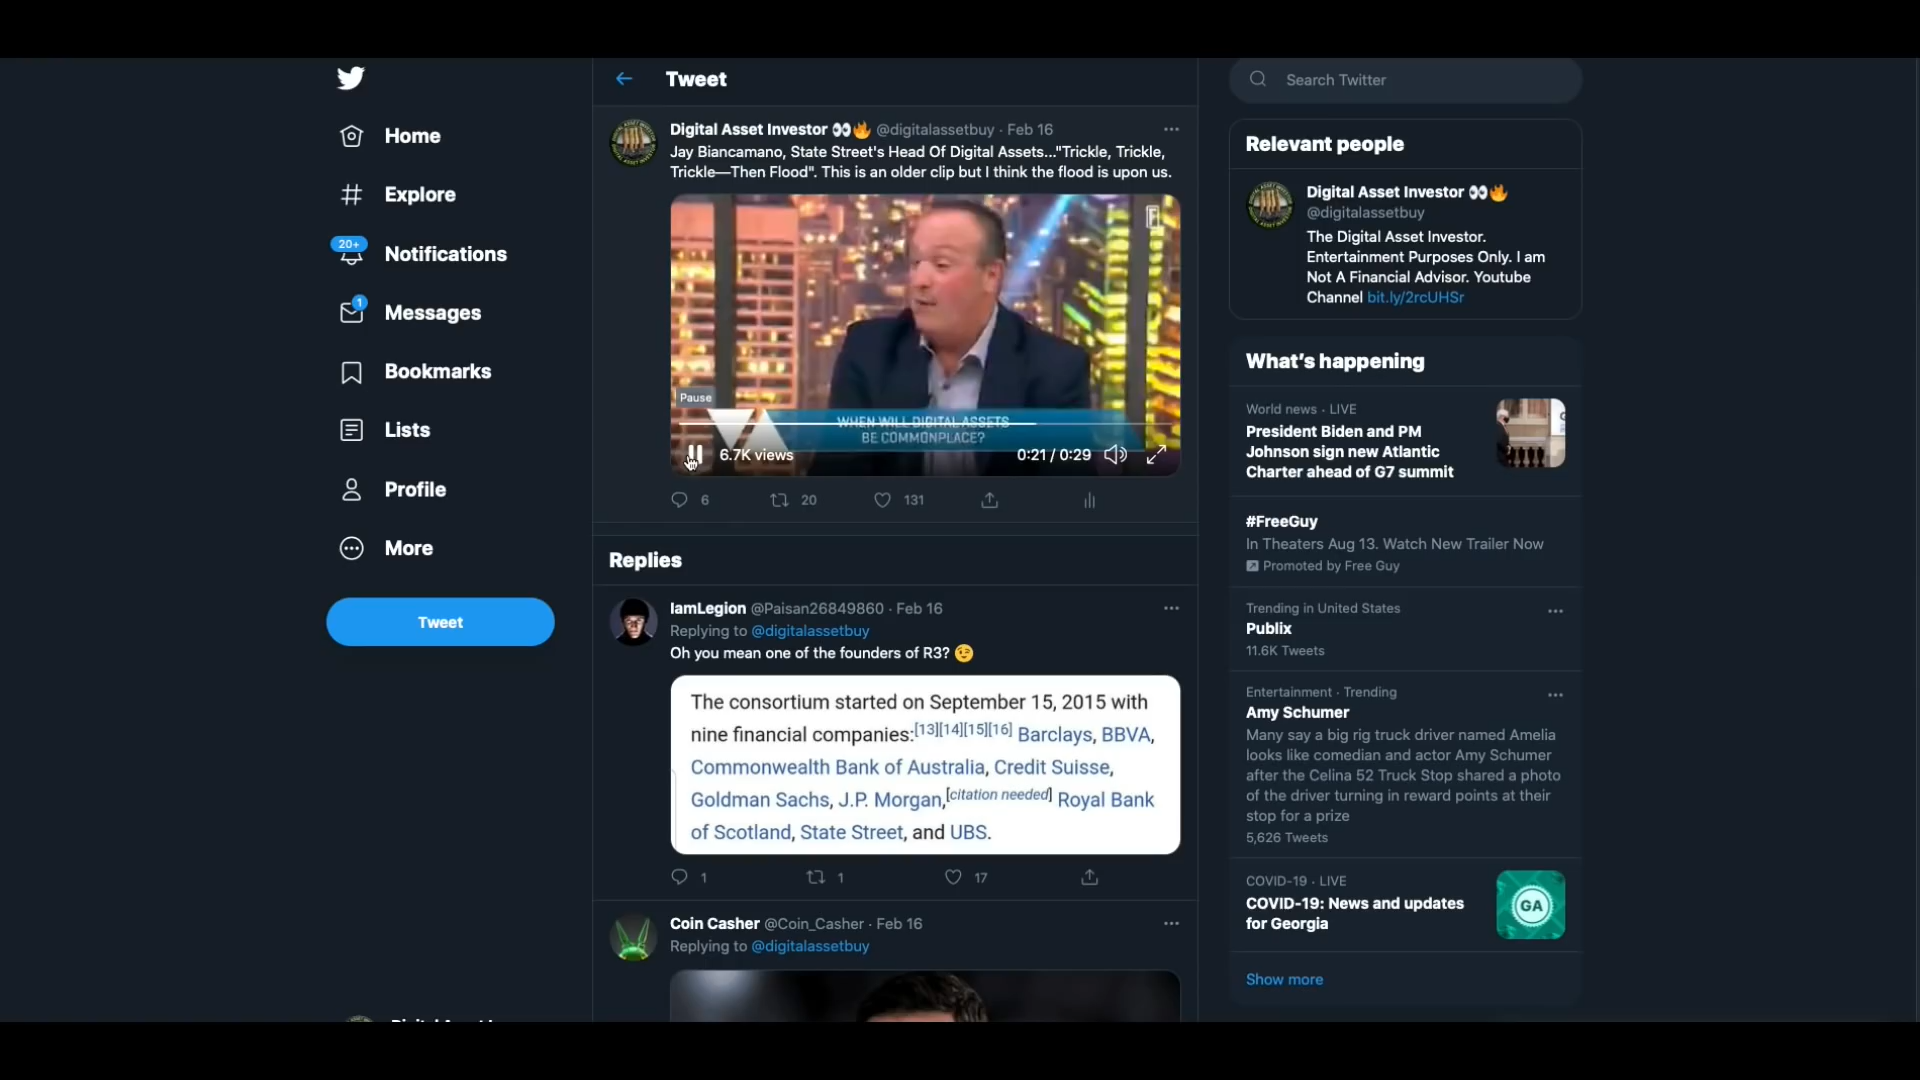 Home
Explore
20+
Notifications
1
Messages
Bookmarks
Lists
Profile
More
Tweet
Tweet
Digital Asset Investor 👀🔥 @digitalassetbuy · Feb 16
Jay Biancamano, State Street's Head Of Digital Assets..."Trickle, Trickle,
Trickle—Then Flood". This is an older clip but I think the flood is upon us.
Pause
WHEN WILL DIGITAL ASSETS
BE COMMONPLACE?
6.7K views
0:21 / 0:29
6
20
131
Replies
IamLegion @Paisan26849860 · Feb 16
Replying to @digitalassetbuy
Oh you mean one of the founders of R3? 😉
The consortium started on September 15, 2015 with
nine financial companies:[13][14][15][16] Barclays, BBVA,
Commonwealth Bank of Australia, Credit Suisse,
Goldman Sachs, J.P. Morgan,[citation needed] Royal Bank
of Scotland, State Street, and UBS.
1
1
17
Coin Casher @Coin_Casher · Feb 16
Replying to @digitalassetbuy
Search Twitter
Relevant people
Digital Asset Investor 👀🔥
@digitalassetbuy
The Digital Asset Investor.
Entertainment Purposes Only. I am
Not A Financial Advisor. Youtube
Channel bit.ly/2rcUHSr
What's happening
World news · LIVE
President Biden and PM
Johnson sign new Atlantic
Charter ahead of G7 summit
#FreeGuy
In Theaters Aug 13. Watch New Trailer Now
Promoted by Free Guy
Trending in United States
Publix
11.6K Tweets
Entertainment · Trending
Amy Schumer
Many say a big rig truck driver named Amelia
looks like comedian and actor Amy Schumer
after the Celina 52 Truck Stop shared a photo
of the driver turning in reward points at their
stop for a prize
5,626 Tweets
COVID-19 · LIVE
COVID-19: News and updates
for Georgia
GA
Show more